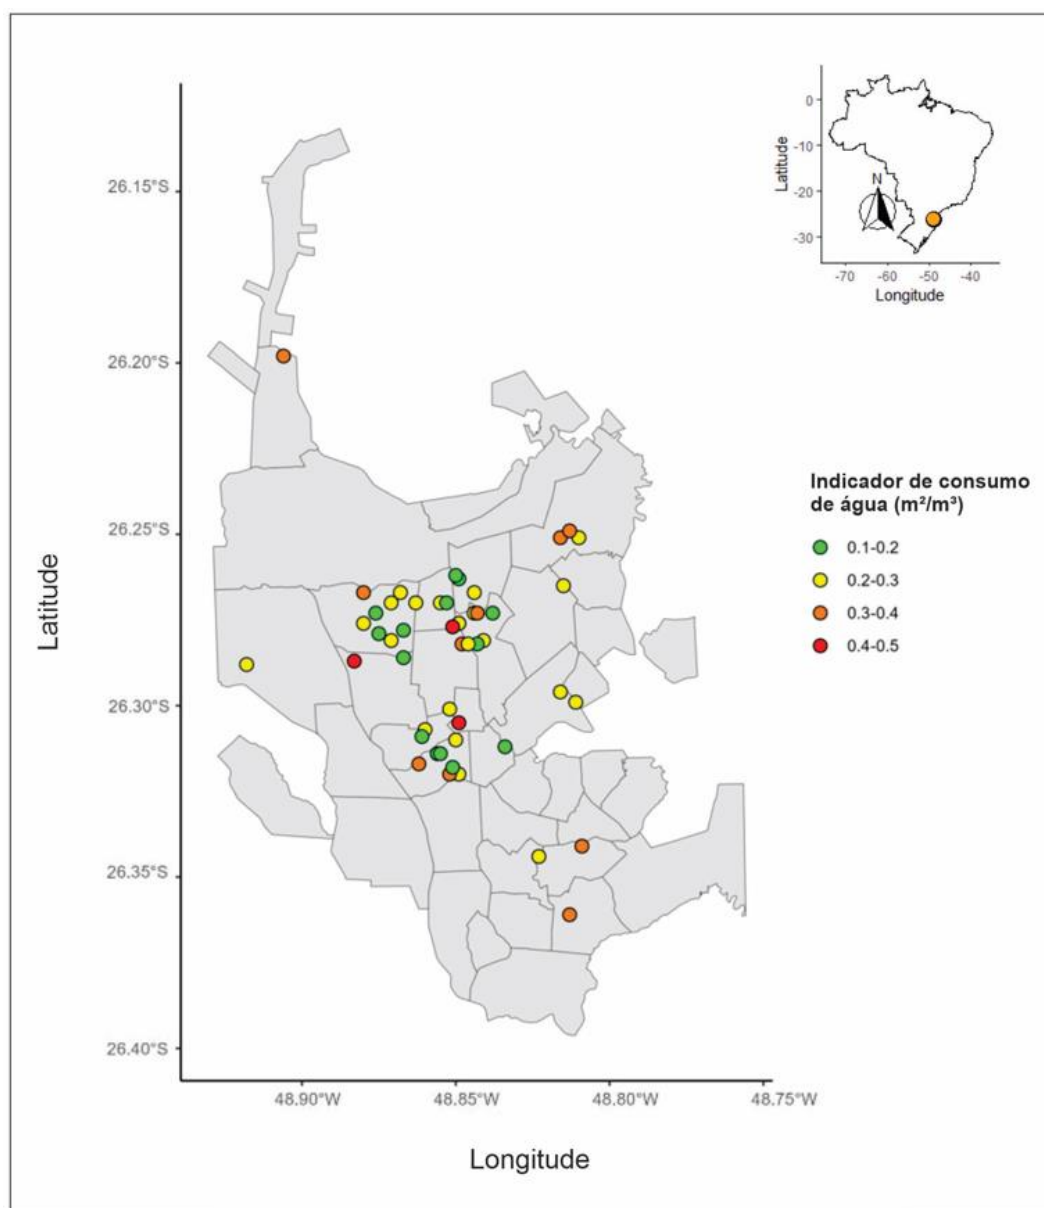 0
-10
-20
-30
Latitude
N
-70 -60 -50 -40
Longitude
26.15°S
26.20°S
26.25°S
26.30°S
26.35°S
26.40°S
Latitude
Indicador de consumo
de água (m²/m³)
0.1-0.2
0.2-0.3
0.3-0.4
0.4-0.5
48.90°W 48.85°W 48.80°W 48.75°W
Longitude